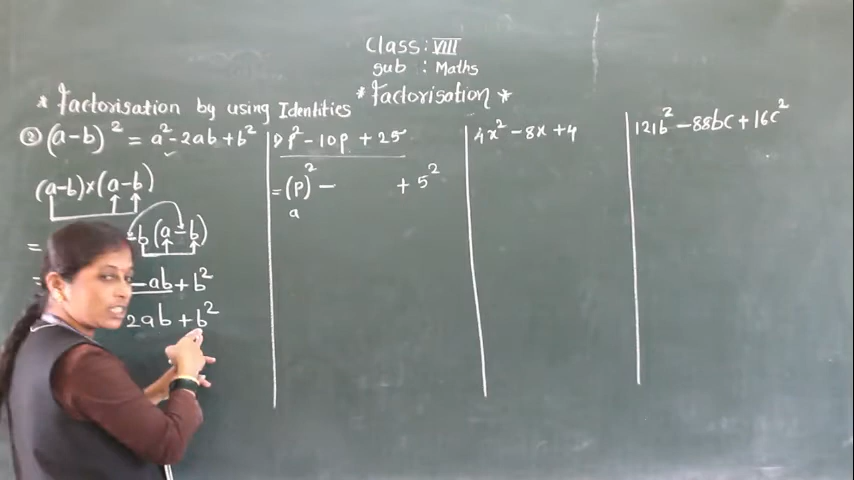 Class: VIII
Sub : Maths
* Factorisation *
* Factorisation by using Identities
② (a-b)² = a² - 2ab + b²
(a-b)×(a-b)
=
-b(a-b)
=
-ab + b²
2ab + b²
1) p² - 10p + 25
= (p)² - + 5²
a
4x² - 8x + 4
121b² - 88bc + 16c²